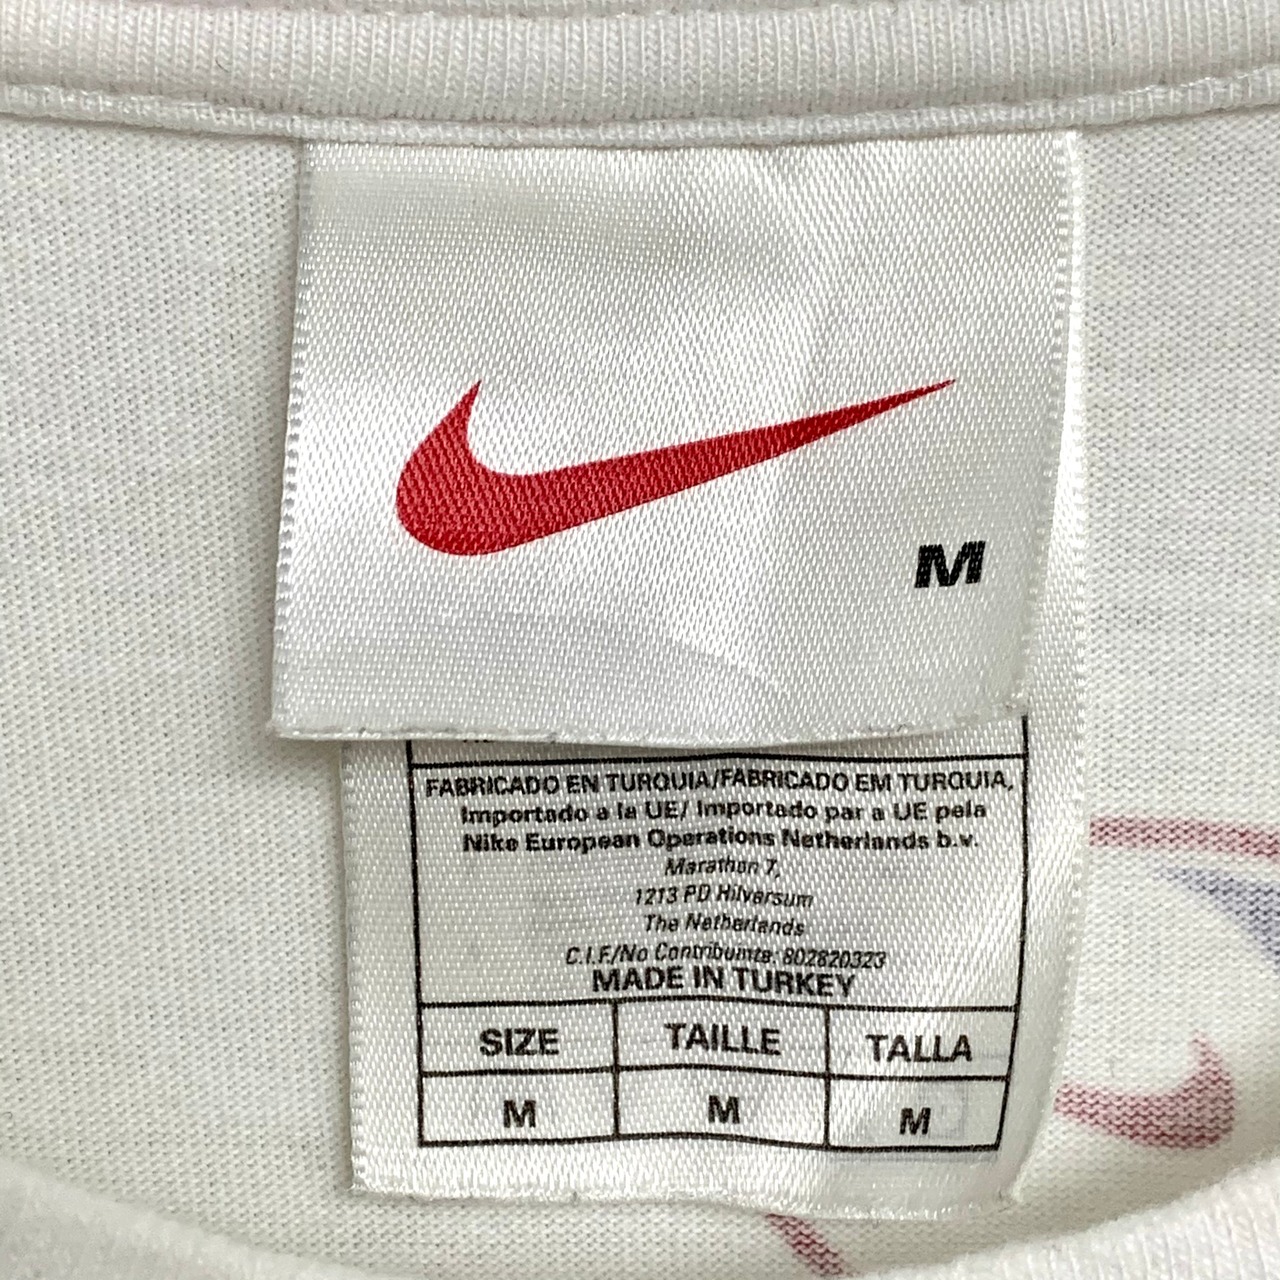 M
FABRICADO EN TURQUIA/FABRICADO EM TURQUIA,
Importado a la UE/ Importado par a UE pela
Nike European Operations Netherlands b.v.
Marathon 7,
1213 PD Hilversum
The Netherlands
C.I.F./No Contribuinte: 802820323
MADE IN TURKEY
SIZE TAILLE TALLA
M M M